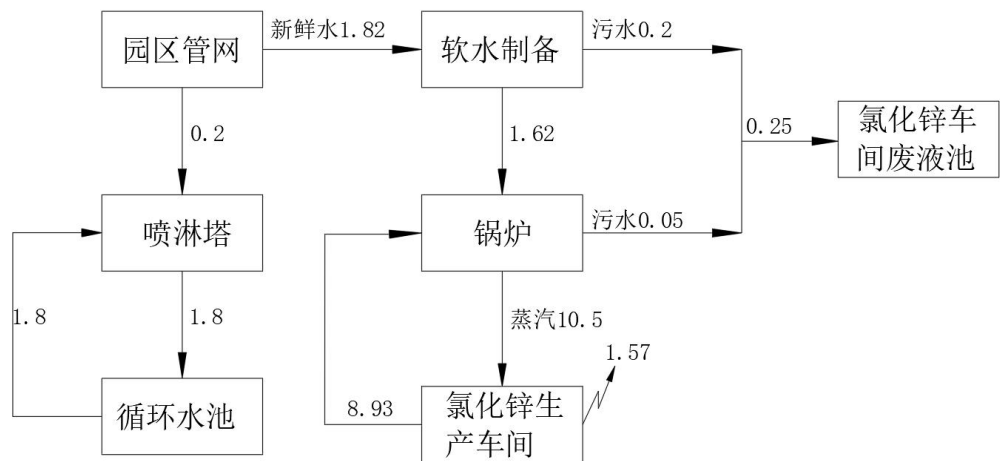 园区管网
新鲜水1.82
软水制备
污水0.2
0.2
1.62
0.25
氯化锌车
间废液池
喷淋塔
锅炉
污水0.05
1.8
1.8
蒸汽10.5
1.57
循环水池
8.93
氯化锌生
产车间